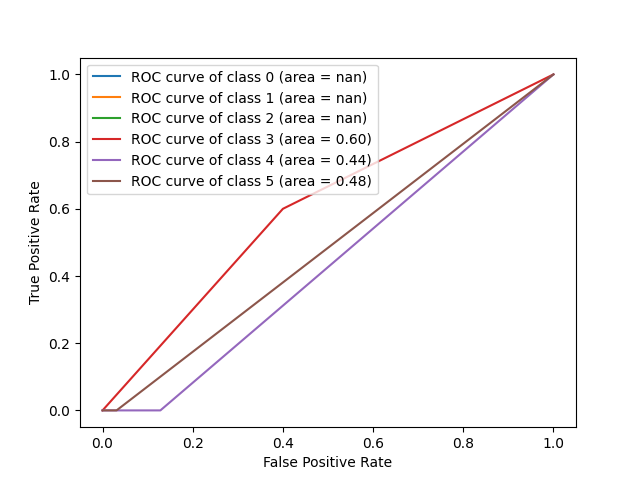 ROC curve of class 0 (area = nan)
ROC curve of class 1 (area = nan)
ROC curve of class 2 (area = nan)
ROC curve of class 3 (area = 0.60)
ROC curve of class 4 (area = 0.44)
ROC curve of class 5 (area = 0.48)
True Positive Rate
1.0
0.8
0.6
0.4
0.2
0.0
0.0 0.2 0.4 0.6 0.8 1.0
False Positive Rate